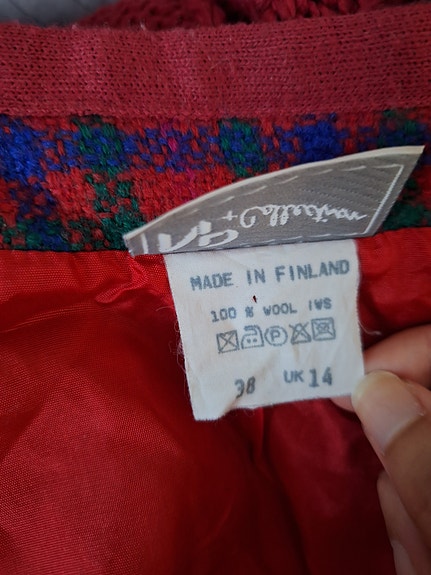 MADE IN FINLAND
100 % WOOL IWS
38 UK 14